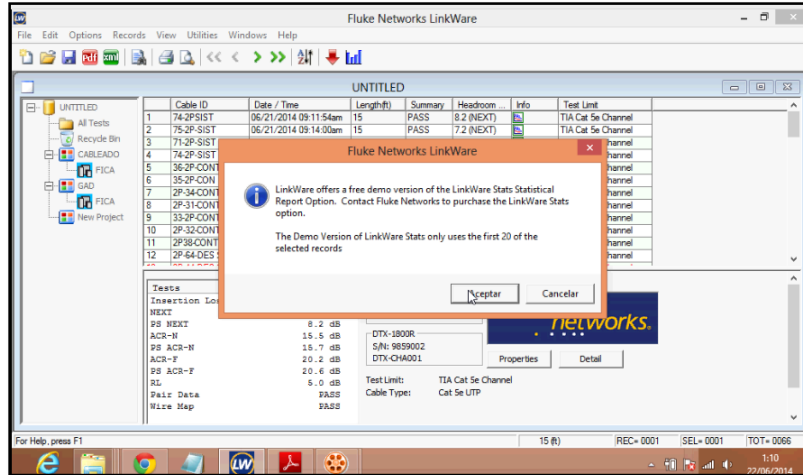 Fluke Networks LinkWare
File Edit Options Records View Utilities Windows Help
UNTITLED
UNTITLED
All Tests
Recycle Bin
CABLEADO
FICA
GAD
FICA
New Project
Cable ID Date / Time Length(ft) Summary Headroom ... Info Test Limit
1 74-2PSIST 06/21/2014 09:11:54am 15 PASS 8.2 (NEXT) TIA Cat 5e Channel
2 75-2P-SIST 06/21/2014 09:14:00am 15 PASS 7.2 (NEXT) TIA Cat 5e Channel
3 71-2P-SIST hannel
4 74-2P-SIST hannel
5 36-2P-CONT hannel
6 35-2P-CON hannel
7 2P-34-CONT hannel
8 2P-31-CONT hannel
9 33-2P-CONT hannel
10 2P-32-CONT hannel
11 2P38-CONT hannel
12 2P-64-DES hannel
Fluke Networks LinkWare
LinkWare offers a free demo version of the LinkWare Stats Statistical
Report Option. Contact Fluke Networks to purchase the LinkWare Stats
option.
The Demo Version of LinkWare Stats only uses the first 20 of the
selected records
Aceptar Cancelar
Tests
Insertion Lo
NEXT
PS NEXT 8.2 dB
ACR-N 15.5 dB
PS ACR-N 15.7 dB
ACR-F 20.2 dB
PS ACR-F 20.6 dB
RL 5.0 dB
Pair Data PASS
Wire Map PASS
DTX-1800R
S/N: 9859002
DTX-CHA001
networks.
Properties Detail
Test Limit: TIA Cat 5e Channel
Cable Type: Cat 5e UTP
For Help, press F1 15 (ft) REC= 0001 SEL= 0001 TOT= 0066
1:10
22/06/2014